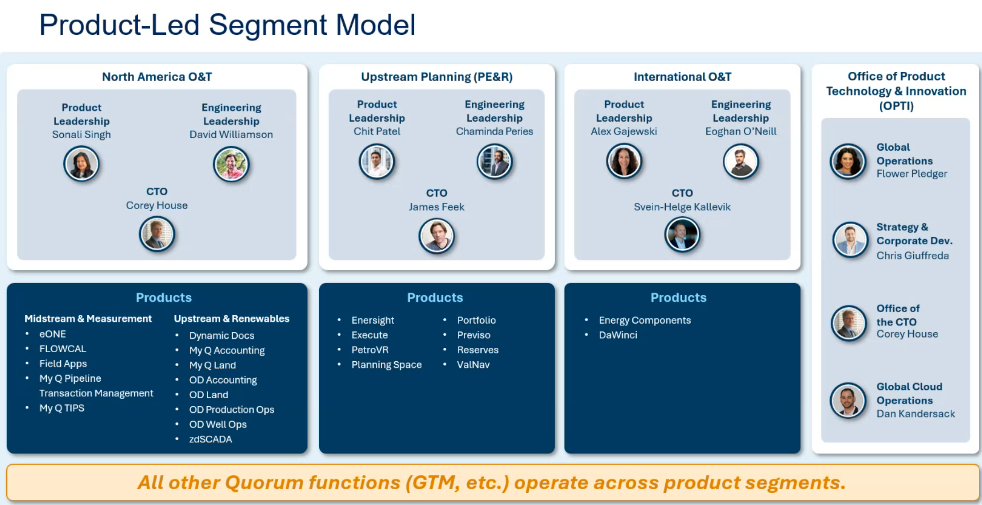 Product-Led Segment Model
North America O&T
Product
Leadership
Sonali Singh
Engineering
Leadership
David Williamson
CTO
Corey House
Upstream Planning (PE&R)
Product
Leadership
Chit Patel
Engineering
Leadership
Chaminda Peries
CTO
James Feek
International O&T
Product
Leadership
Alex Gajewski
Engineering
Leadership
Eoghan O'Neill
CTO
Svein-Helge Kallevik
Office of Product
Technology & Innovation
(OPTI)
Global
Operations
Flower Pledger
Strategy &
Corporate Dev.
Chris Giuffreda
Office of
the CTO
Corey House
Global Cloud
Operations
Dan Kandersack
Products
Midstream & Measurement
• eONE
• FLOWCAL
• Field Apps
• My Q Pipeline
Transaction Management
• My Q TIPS
Upstream & Renewables
• Dynamic Docs
• My Q Accounting
• My Q Land
• OD Accounting
• OD Land
• OD Production Ops
• OD Well Ops
• zdSCADA
Products
• Enersight
• Execute
• PetroVR
• Planning Space
• Portfolio
• Previso
• Reserves
• ValNav
Products
• Energy Components
• DaWinci
All other Quorum functions (GTM, etc.) operate across product segments.